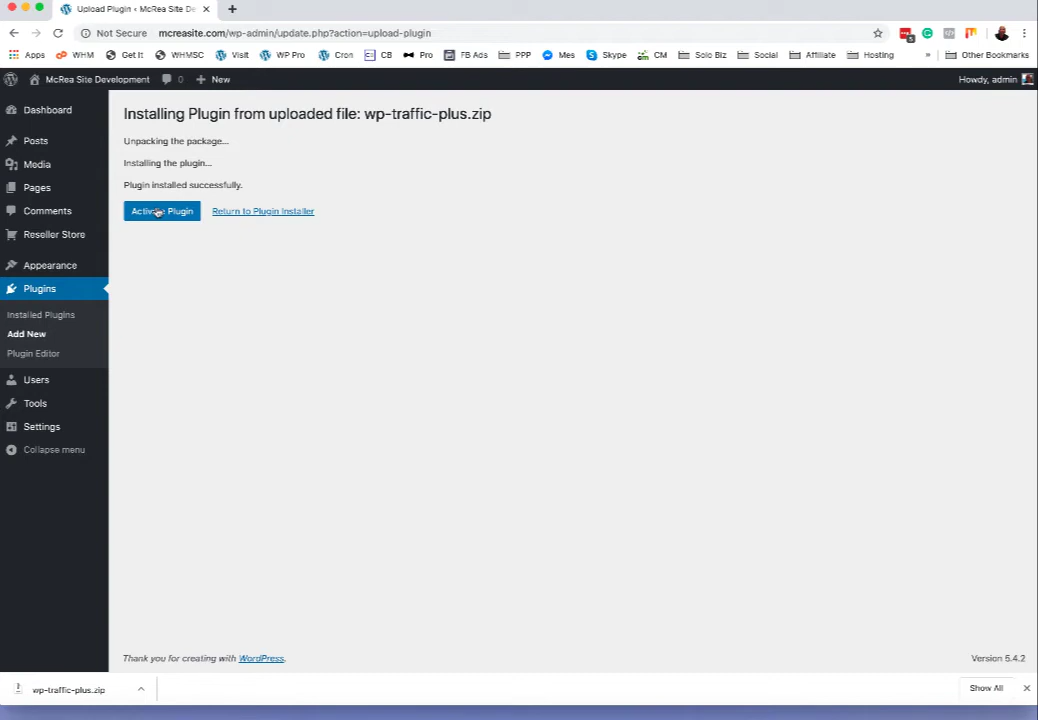 Upload Plugin ‹ McRea Site De
Not Secure mcreasite.com/wp-admin/update.php?action=upload-plugin
Apps WHM Get It WHMSC Visit WP Pro Cron CB Pro FB Ads PPP Mes Skype CM Solo Biz Social Affiliate Hosting » Other Bookmarks
McRea Site Development 0 New Howdy, admin
Dashboard
Posts
Media
Pages
Comments
Reseller Store
Appearance
Plugins
Installed Plugins
Add New
Plugin Editor
Users
Tools
Settings
Collapse menu
Installing Plugin from uploaded file: wp-traffic-plus.zip
Unpacking the package...
Installing the plugin...
Plugin installed successfully.
Activate Plugin Return to Plugin Installer
Thank you for creating with WordPress. Version 5.4.2
wp-traffic-plus.zip Show All